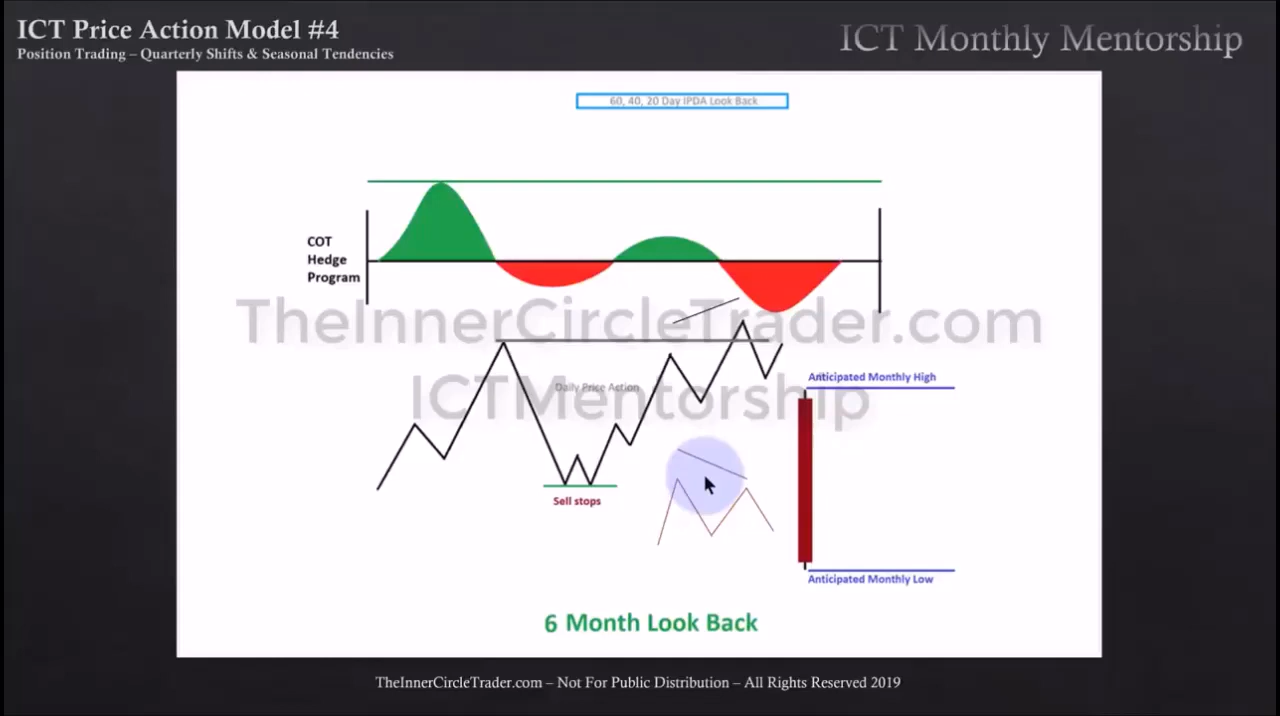 ICT Price Action Model #4
Position Trading – Quarterly Shifts & Seasonal Tendencies
ICT Monthly Mentorship
60, 40, 20 Day IPDA Look Back
COT
Hedge
Program
TheInnerCircleTrader.com
Daily Price Action
ICTMentorship
Anticipated Monthly High
Sell stops
Anticipated Monthly Low
6 Month Look Back
TheInnerCircleTrader.com – Not For Public Distribution – All Rights Reserved 2019